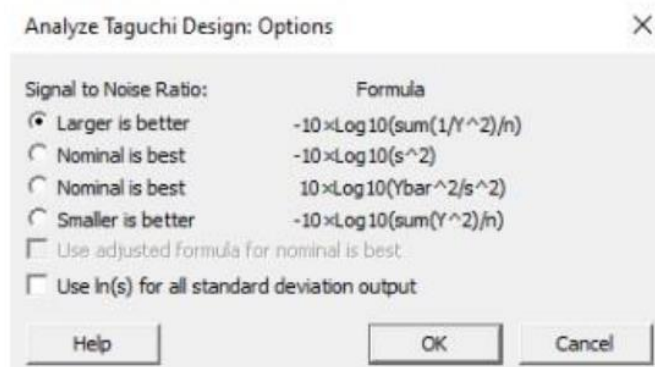 Analyze Taguchi Design: Options
Signal to Noise Ratio: Formula
Larger is better -10×Log10(sum(1/Y^2)/n)
Nominal is best -10×Log10(s^2)
Nominal is best 10×Log10(Ybar^2/s^2)
Smaller is better -10×Log10(sum(Y^2)/n)
Use adjusted formula for nominal is best
Use ln(s) for all standard deviation output
Help OK Cancel